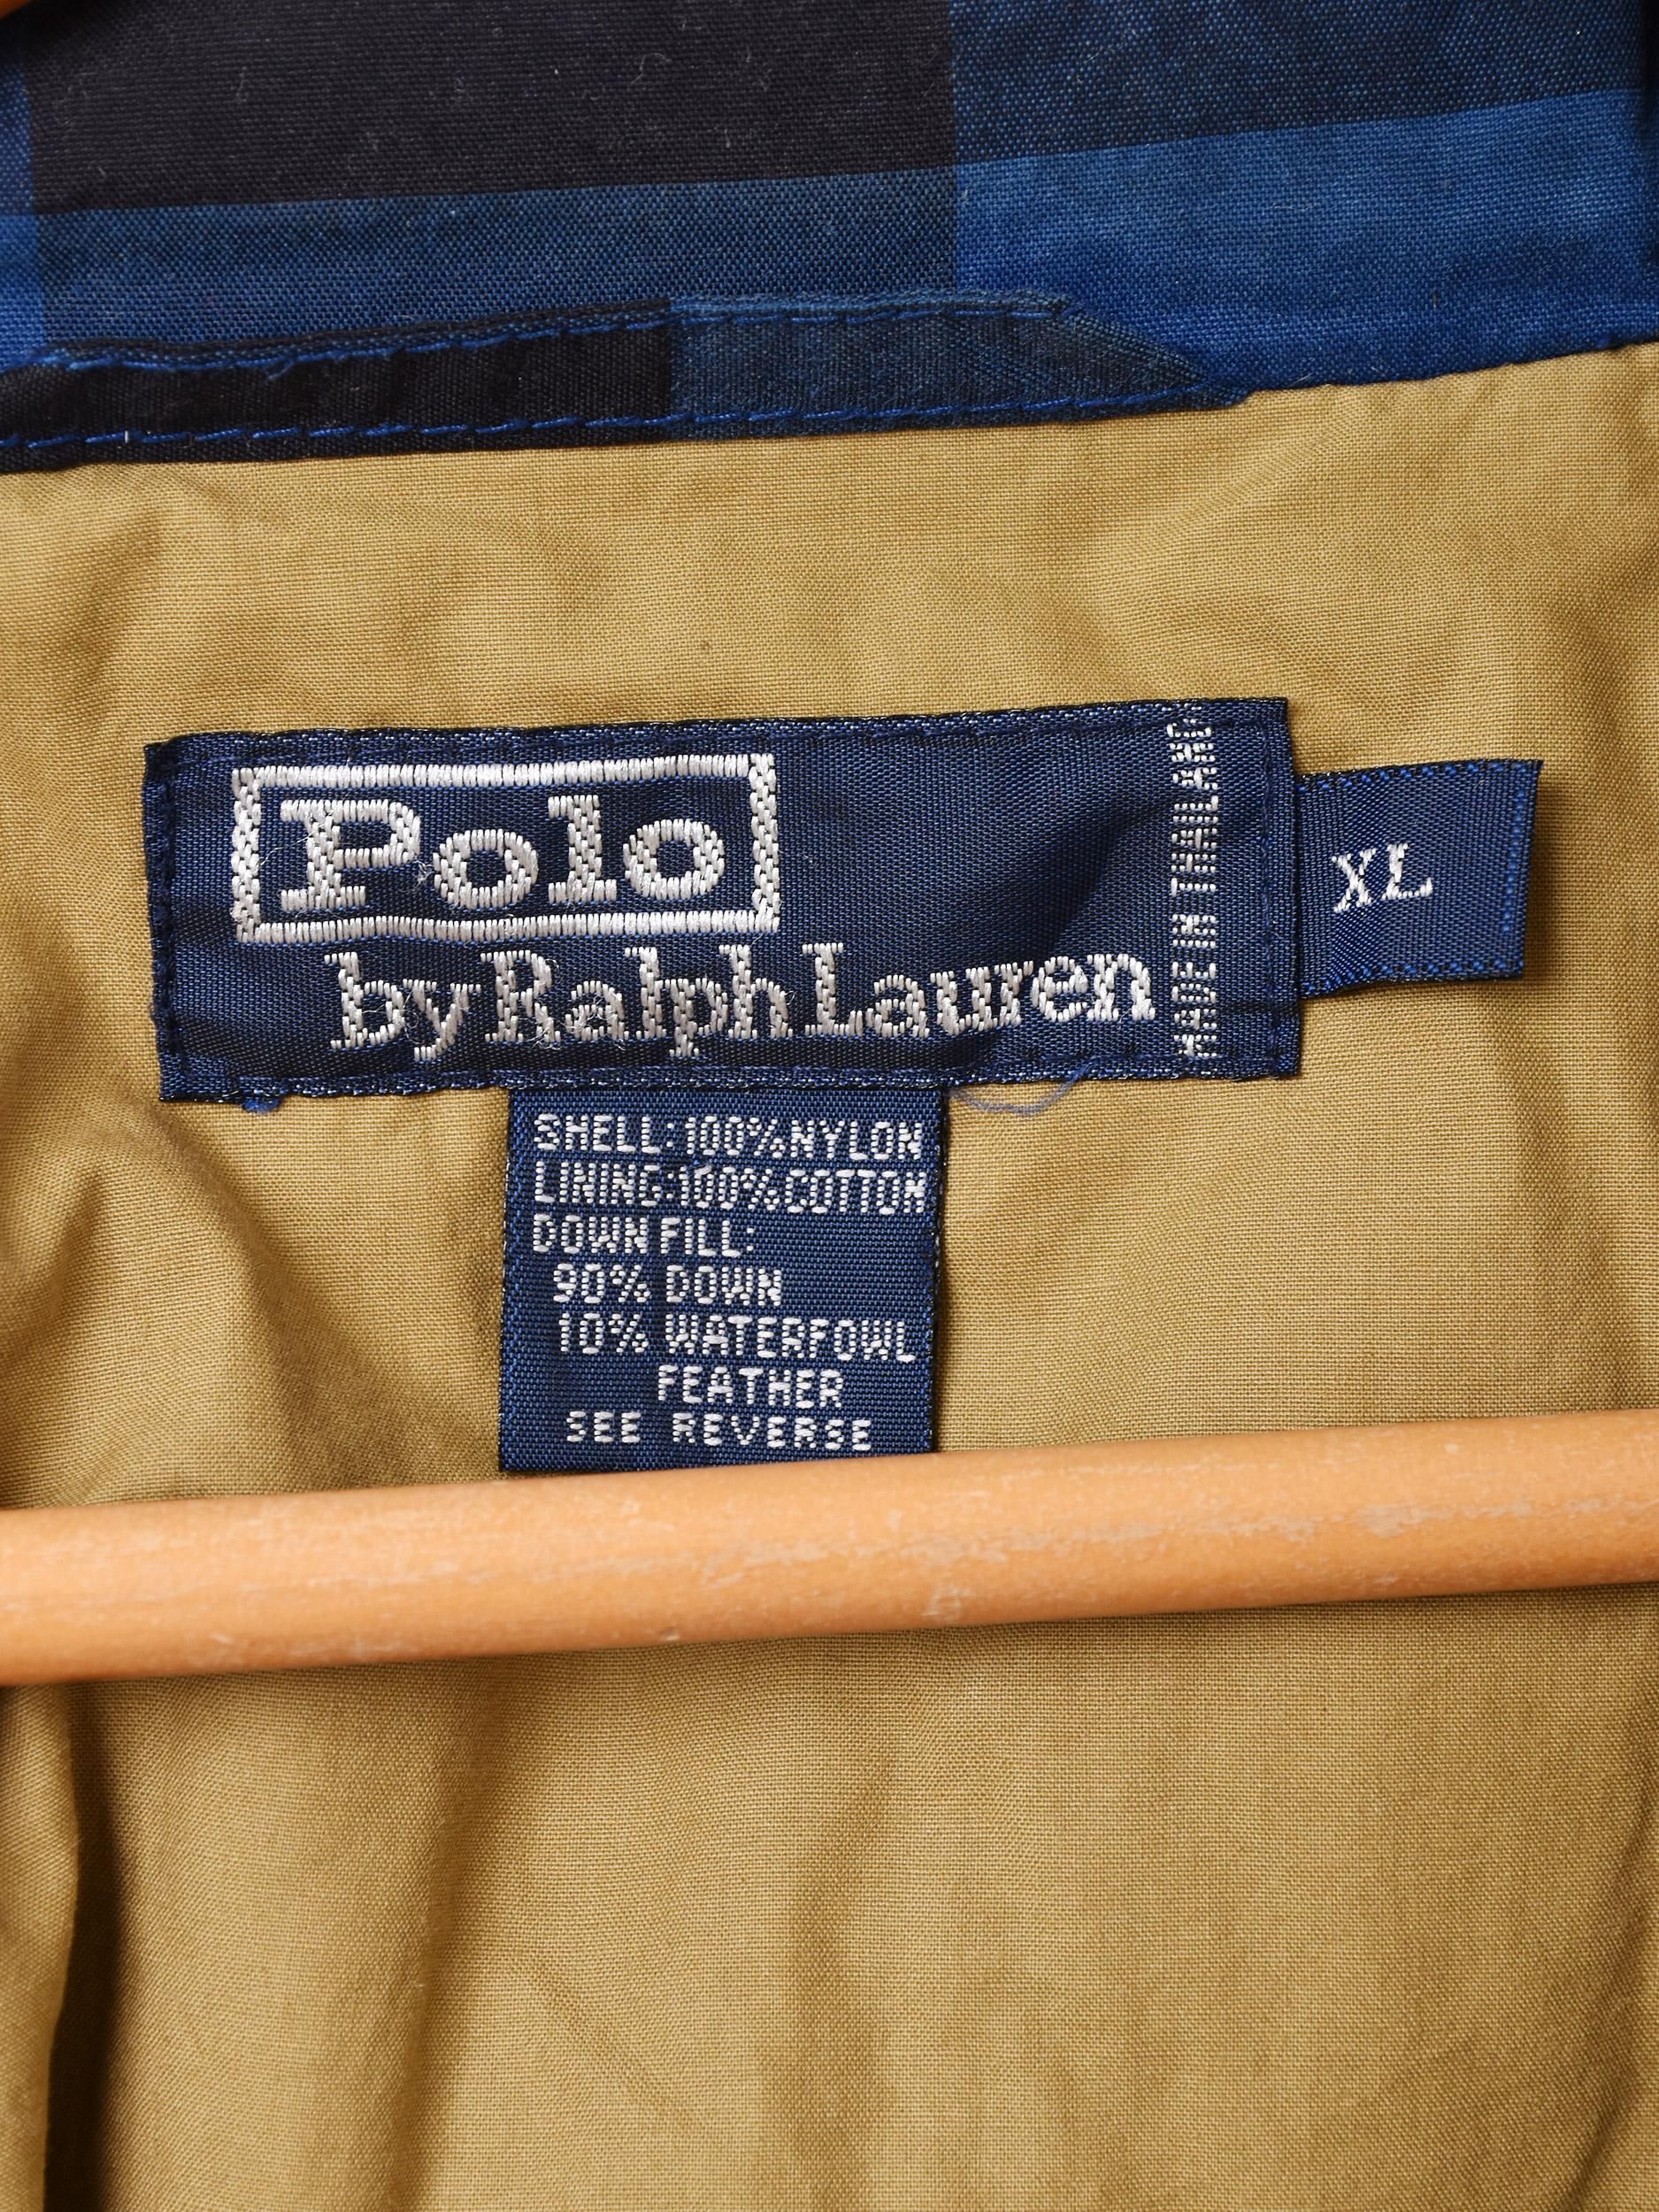 Polo
by Ralph Lauren
MADE IN THAILAND
XL
SHELL:100%NYLON
LINING:100%COTTON
DOWN FILL:
90% DOWN
10% WATERFOWL
FEATHER
SEE REVERSE